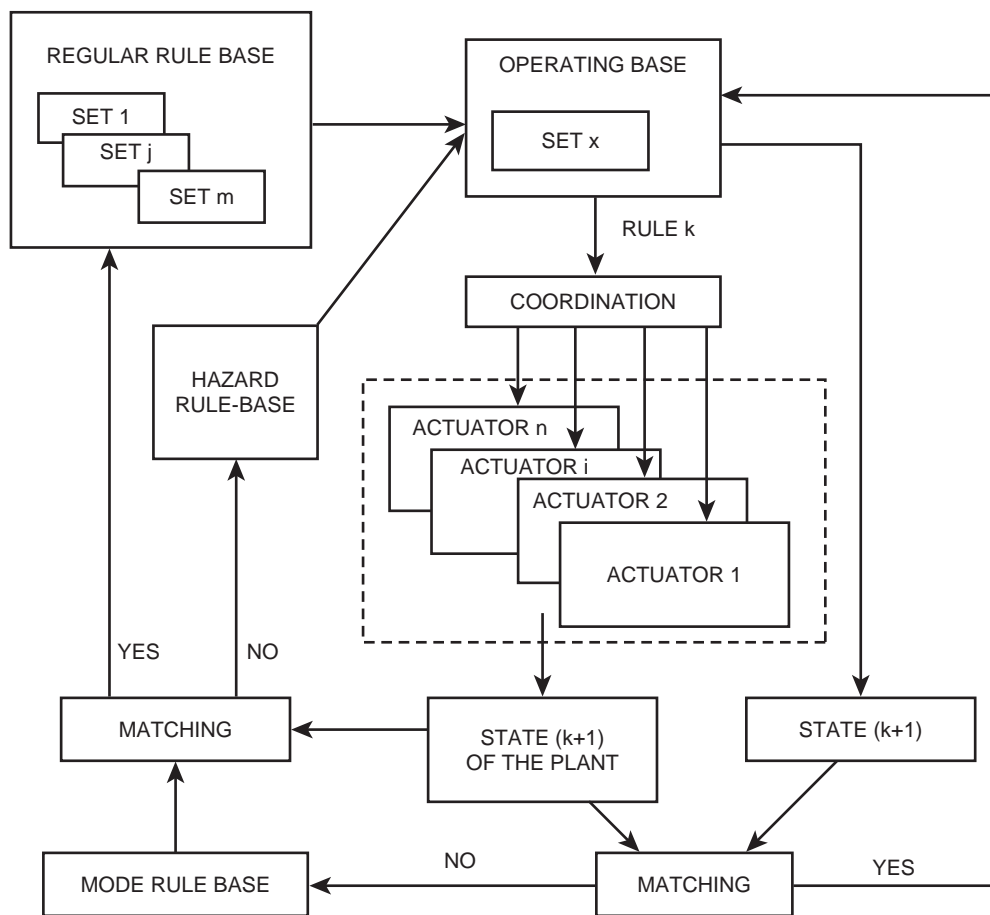 REGULAR RULE BASE
SET 1
SET j
SET m
OPERATING BASE
SET x
RULE k
COORDINATION
HAZARD
RULE-BASE
ACTUATOR n
ACTUATOR i
ACTUATOR 2
ACTUATOR 1
YES
NO
MATCHING
STATE (k+1)
OF THE PLANT
STATE (k+1)
MODE RULE BASE
NO
MATCHING
YES